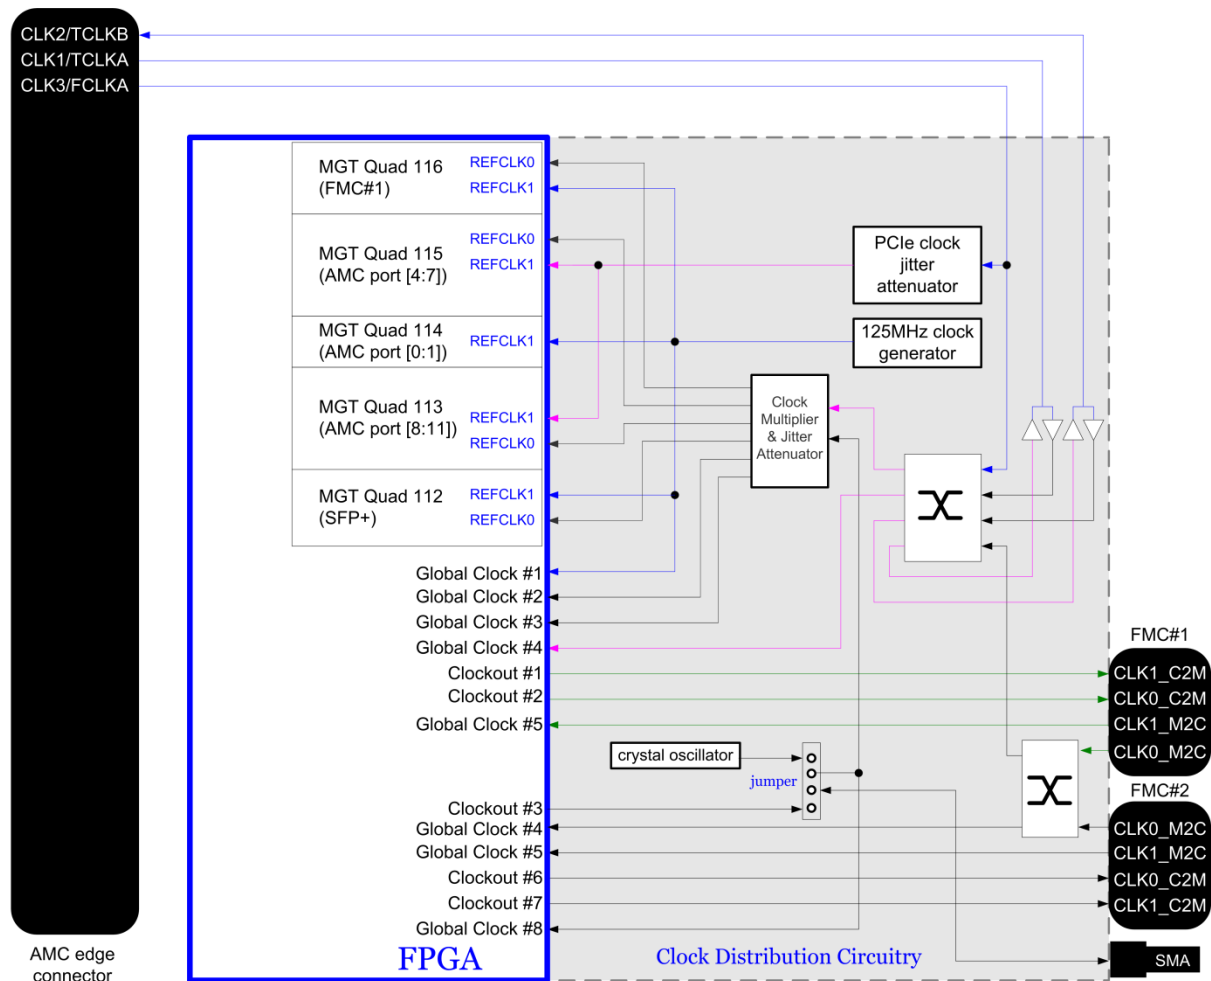 CLK2/TCLKB
CLK1/TCLKA
CLK3/FCLKA
MGT Quad 116
(FMC#1)
REFCLK0
REFCLK1
MGT Quad 115
(AMC port [4:7])
REFCLK0
REFCLK1
PCIe clock
jitter
attenuator
MGT Quad 114
(AMC port [0:1])
REFCLK1
125MHz clock
generator
MGT Quad 113
(AMC port [8:11])
REFCLK1
REFCLK0
Clock
Multiplier
& Jitter
Attenuator
MGT Quad 112
(SFP+)
REFCLK1
REFCLK0
Global Clock #1
Global Clock #2
Global Clock #3
Global Clock #4
Clockout #1
Clockout #2
Global Clock #5
FMC#1
CLK1_C2M
CLK0_C2M
CLK1_M2C
CLK0_M2C
crystal oscillator
jumper
Clockout #3
Global Clock #4
Global Clock #5
Clockout #6
Clockout #7
Global Clock #8
FMC#2
CLK0_M2C
CLK1_M2C
CLK0_C2M
CLK1_C2M
AMC edge
connector
FPGA
Clock Distribution Circuitry
SMA